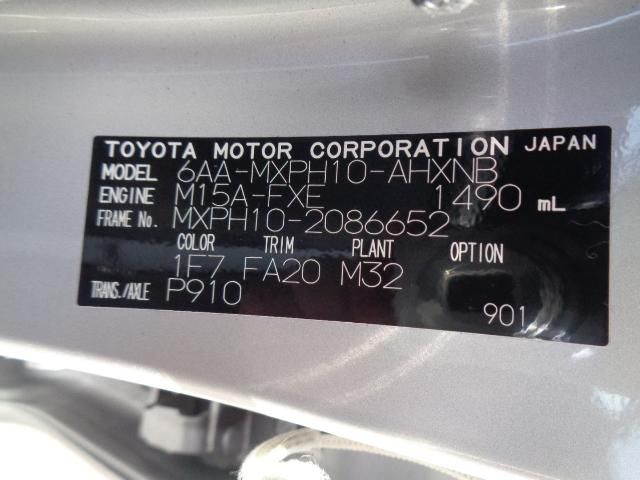 TOYOTA MOTOR CORPORATION JAPAN
MODEL 6AA-MXPH10-AHXNB
ENGINE M15A-FXE 1490 mL
FRAME No. MXPH10-2086652
COLOR TRIM PLANT OPTION
1F7 FA20 M32
TRANS./AXLE P910
901